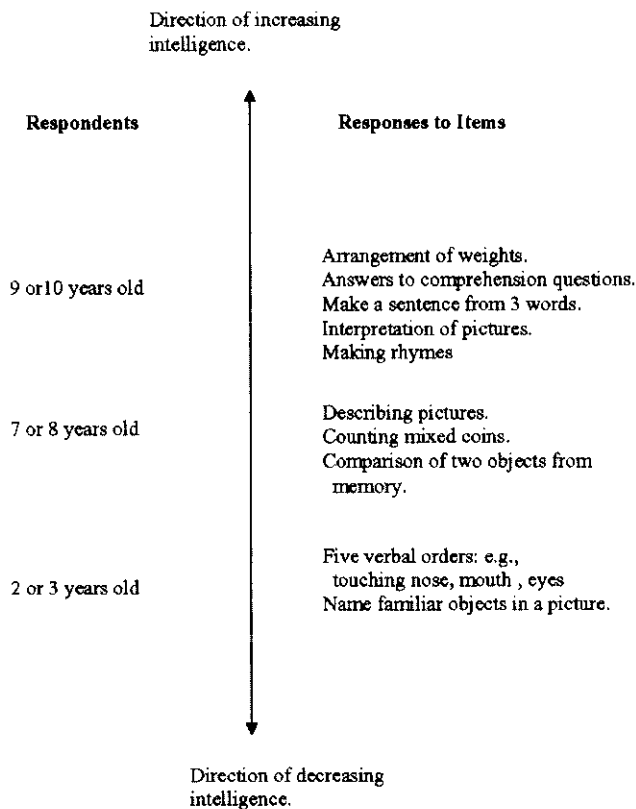 Direction of increasing
intelligence.
Respondents
Responses to Items
9 or10 years old
Arrangement of weights.
Answers to comprehension questions.
Make a sentence from 3 words.
Interpretation of pictures.
Making rhymes
7 or 8 years old
Describing pictures.
Counting mixed coins.
Comparison of two objects from
memory.
2 or 3 years old
Five verbal orders: e.g.,
touching nose, mouth , eyes
Name familiar objects in a picture.
Direction of decreasing
intelligence.